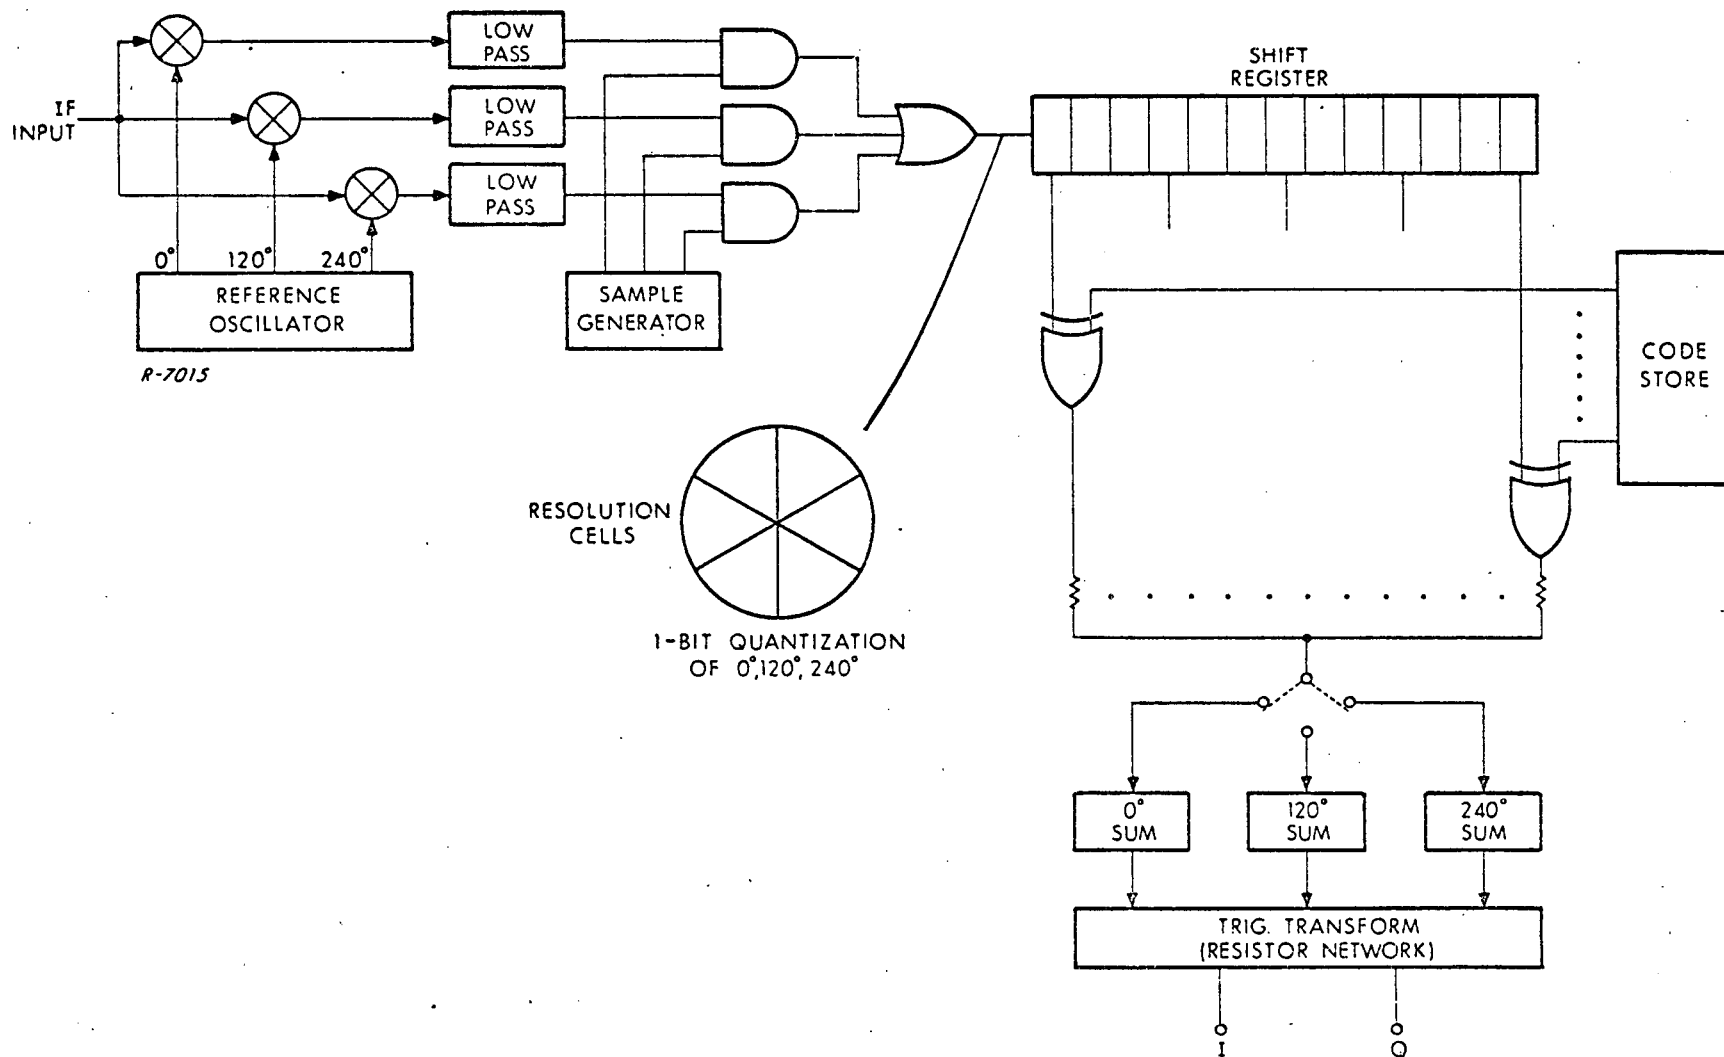 IF
INPUT
LOW
PASS
LOW
PASS
LOW
PASS
0° 120° 240°
REFERENCE
OSCILLATOR
SAMPLE
GENERATOR
R-7015
SHIFT
REGISTER
CODE
STORE
RESOLUTION
CELLS
1-BIT QUANTIZATION
OF 0°,120°,240°
0°
SUM
120°
SUM
240°
SUM
TRIG. TRANSFORM
(RESISTOR NETWORK)
I
Q